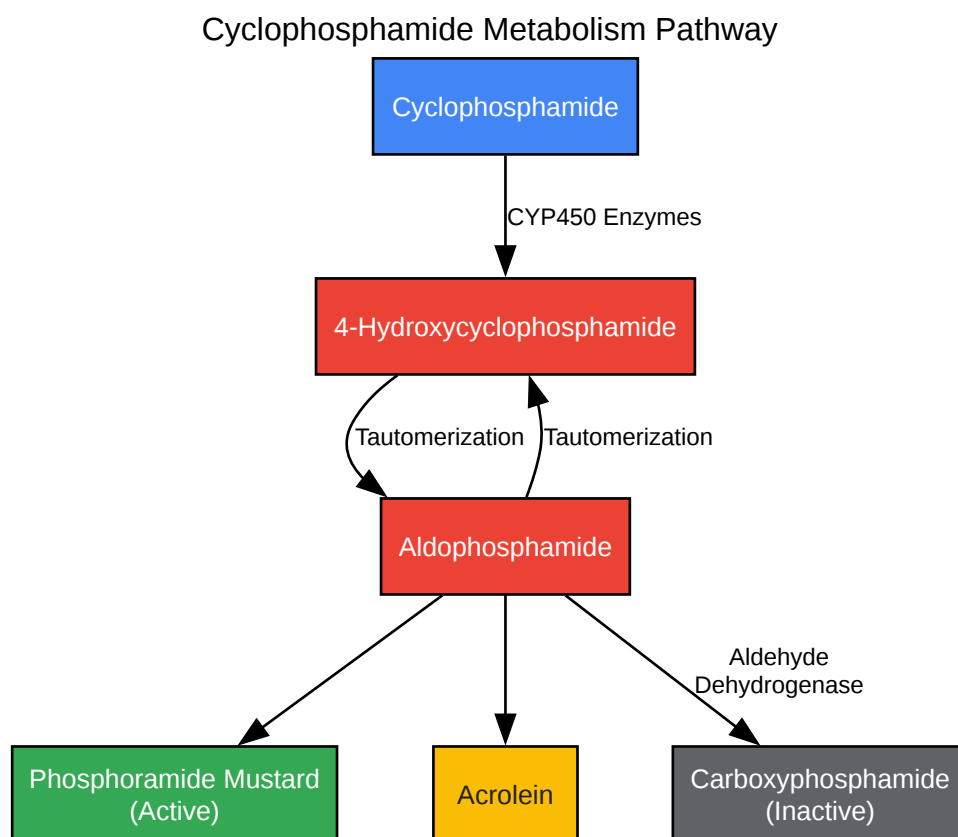 Cyclophosphamide Metabolism Pathway
Cyclophosphamide
CYP450 Enzymes
4-Hydroxycyclophosphamide
Tautomerization
Tautomerization
Aldophosphamide
Aldehyde
Dehydrogenase
Phosphoramide Mustard
(Active)
Acrolein
Carboxyphosphamide
(Inactive)